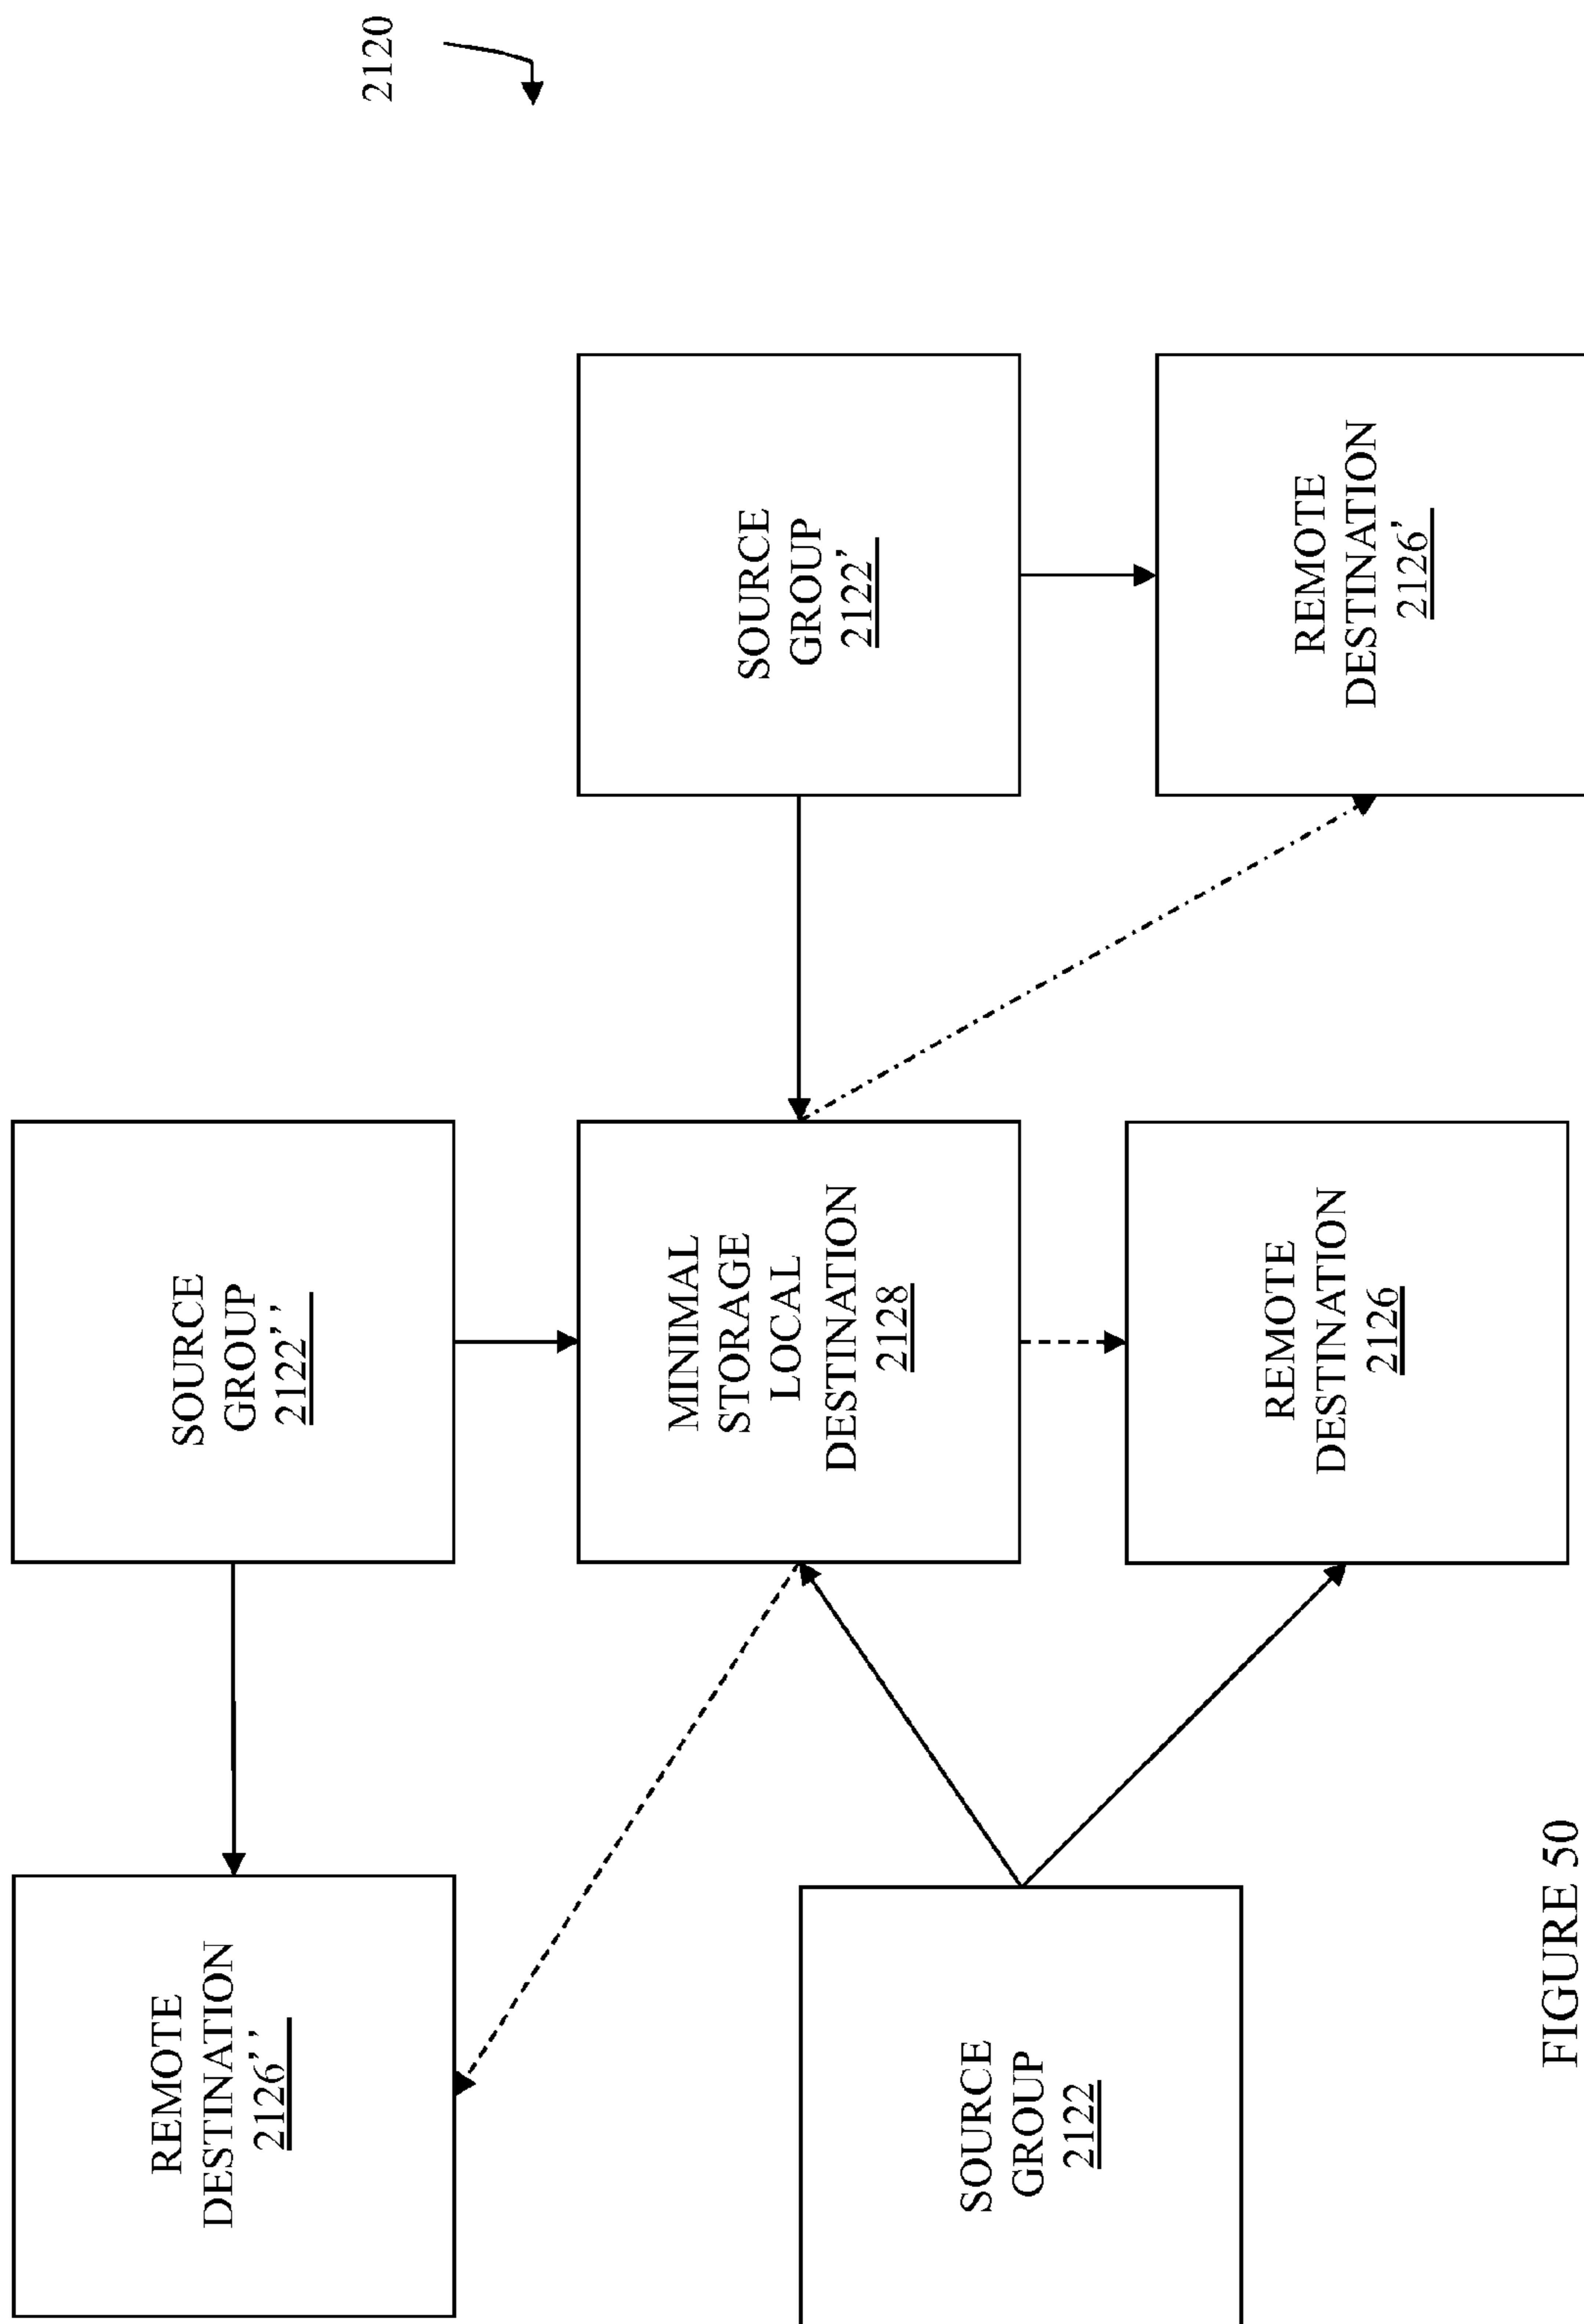 2120
REMOTE
DESTINATION
2126''
SOURCE
GROUP
2122''
SOURCE
GROUP
2122
MINIMAL
STORAGE
LOCAL
DESTINATION
2128
SOURCE
GROUP
2122'
REMOTE
DESTINATION
2126
REMOTE
DESTINATION
2126'
FIGURE 50